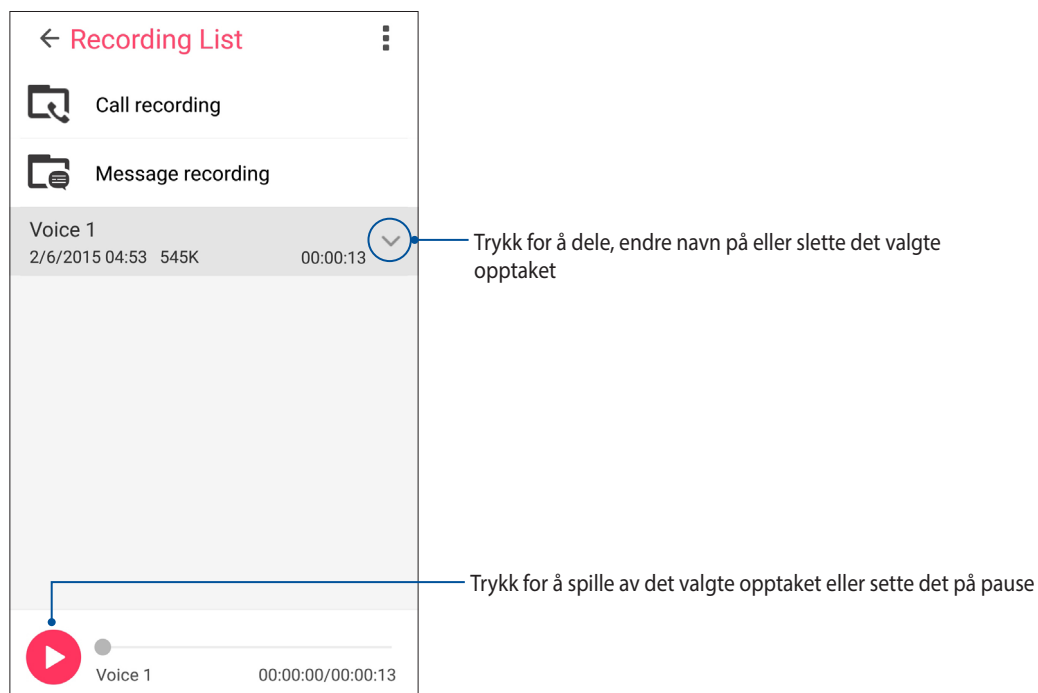 Recording List
Call recording
Message recording
Voice 1
2/6/2015 04:53 545K 00:00:13
Trykk for å dele, endre navn på eller slette det valgte
opptaket
Trykk for å spille av det valgte opptaket eller sette det på pause
Voice 1 00:00:00/00:00:13